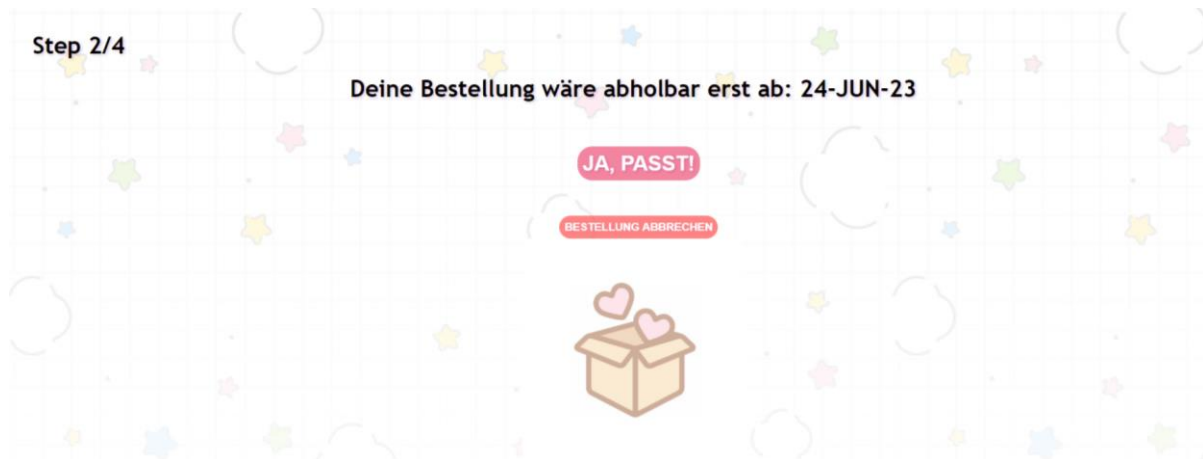 Step 2/4
Deine Bestellung wäre abholbar erst ab: 24-JUN-23
JA, PASST!
BESTELLUNG ABBRECHEN